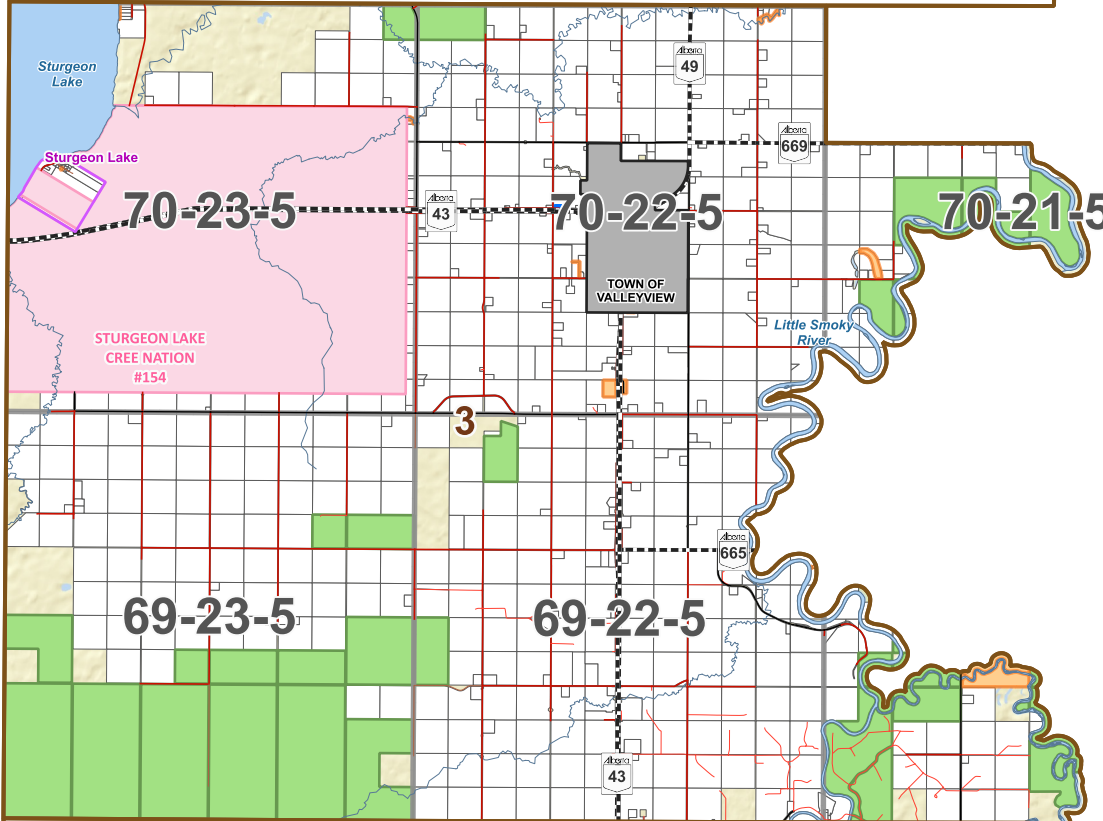 Sturgeon
Lake
Alberta
49
Alberta
669
Sturgeon Lake
70-23-5
Alberta
43
70-22-5
70-21-5
TOWN OF
VALLEYVIEW
STURGEON LAKE
CREE NATION
#154
Little Smoky
River
3
Alberta
665
69-23-5
69-22-5
Alberta
43